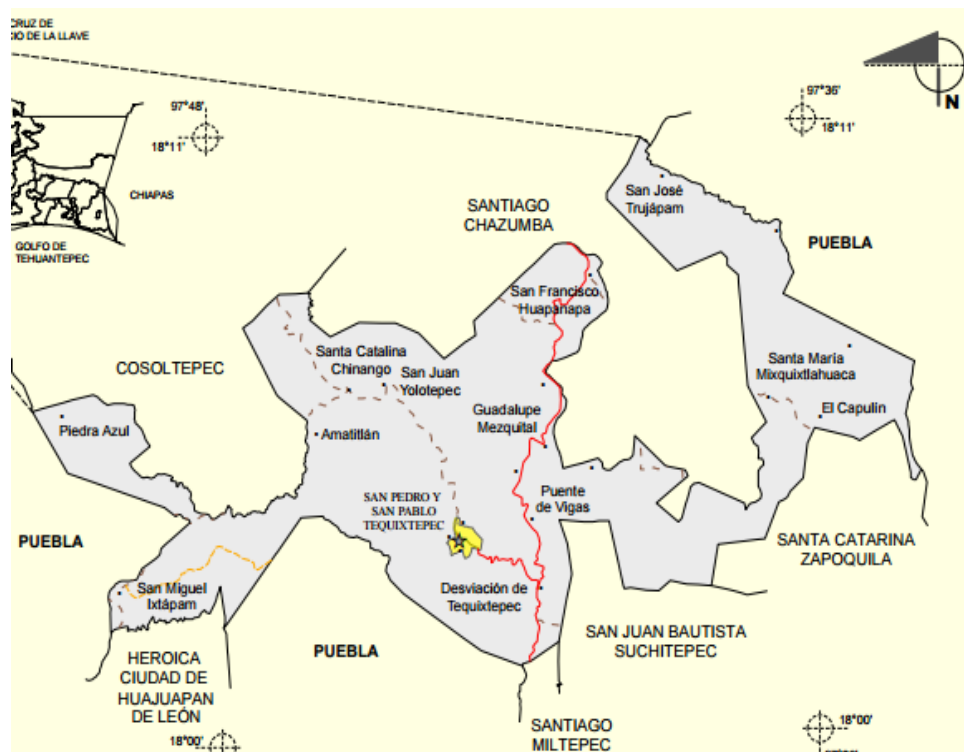 CRUZ DE
IO DE LA LLAVE
97°48'
18°11'
97°36'
18°11'
N
CHIAPAS
GOLFO DE
TEHUANTEPEC
SAN JOSÉ
Trujápam
SANTIAGO
CHAZUMBA
PUEBLA
San Francisco
Huapanapa
COSOLTEPEC
Santa Catalina
Chinango
San Juan
Yolotepec
Santa María
Mixquixtlahuaca
El Capulin
Piedra Azul
Amatitlán
Guadalupe
Mezquital
SAN PEDRO Y
SAN PABLO
TEQUIXTEPEC
Puente
de Vigas
PUEBLA
SANTA CATARINA
ZAPOQUILA
San Miguel
Ixtápam
Desviación de
Tequixtepec
SAN JUAN BAUTISTA
SUCHITEPEC
PUEBLA
HEROICA
CIUDAD DE
HUAJUAPAN
DE LEÓN
SANTIAGO
MILTEPEC
18°00'
18°00'